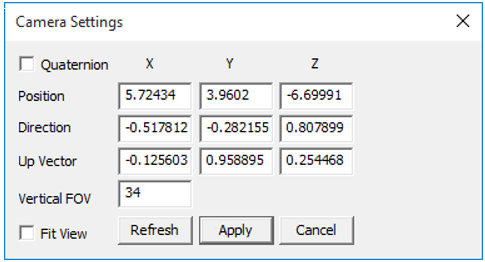 Camera Settings
Quaternion X Y Z
Position 5.72434 3.9602 -6.69991
Direction -0.517812 -0.282155 0.807899
Up Vector -0.125603 0.958895 0.254468
Vertical FOV 34
Fit View Refresh Apply Cancel